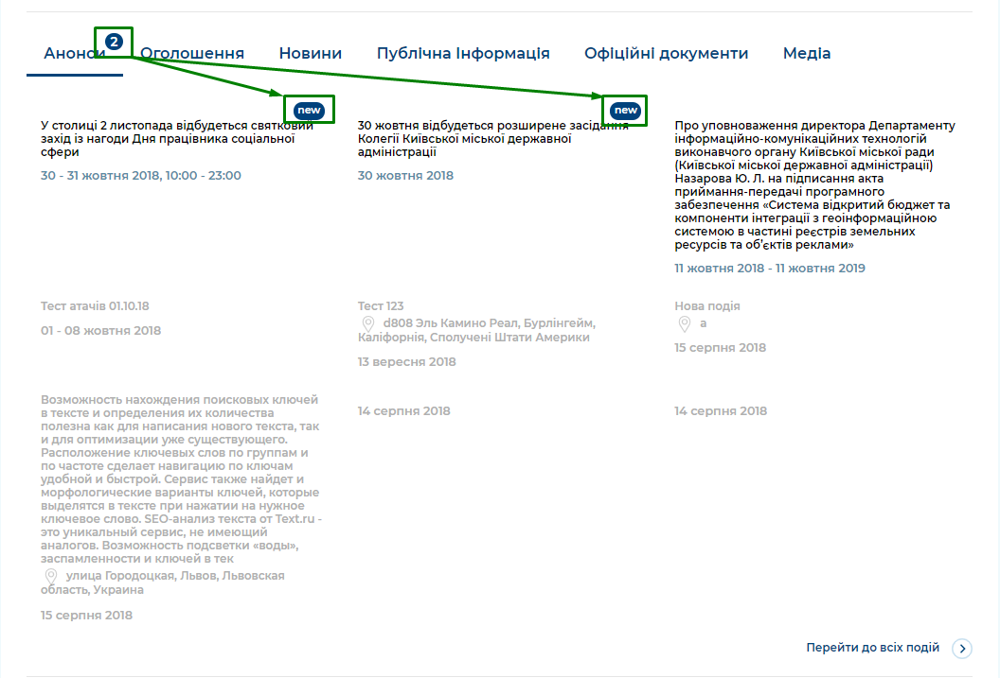 Анонси 2 Оголошення Новини Публічна Інформація Офіційні документи Медіа
new
У столиці 2 листопада відбудеться святковий
захід із нагоди Дня працівника соціальної
сфери
30 - 31 жовтня 2018, 10:00 - 23:00
new
30 жовтня відбудеться розширене засідання
Колегії Київської міської державної
адміністрації
30 жовтня 2018
Про уповноваження директора Департаменту
інформаційно-комунікаційних технологій
виконавчого органу Київської міської ради
(Київської міської державної адміністрації)
Назарова Ю. Л. на підписання акта
приймання-передачі програмного
забезпечення «Система відкритий бюджет та
компоненти інтеграції з геоінформаційною
системою в частині реєстрів земельних
ресурсів та об'єктів реклами»
11 жовтня 2018 - 11 жовтня 2019
Тест атачів 01.10.18
01 - 08 жовтня 2018
Тест 123
d808 Эль Камино Реал, Бурлінгейм,
Каліфорнія, Сполучені Штати Америки
13 вересня 2018
Нова подія
а
15 серпня 2018
Возможность нахождения поисковых ключей
в тексте и определения их количества
полезна как для написания нового текста, так
и для оптимизации уже существующего.
Расположение ключевых слов по группам и
по частоте сделает навигацию по ключам
удобной и быстрой. Сервис также найдет и
морфологические варианты ключей, которые
выделятся в тексте при нажатии на нужное
ключевое слово. SEO-анализ текста от Text.ru -
это уникальный сервис, не имеющий
аналогов. Возможность подсветки «воды»,
заспамленности и ключей в тек
улица Городоцкая, Львов, Львовская
область, Украина
15 серпня 2018
14 серпня 2018
14 серпня 2018
Перейти до всіх подій